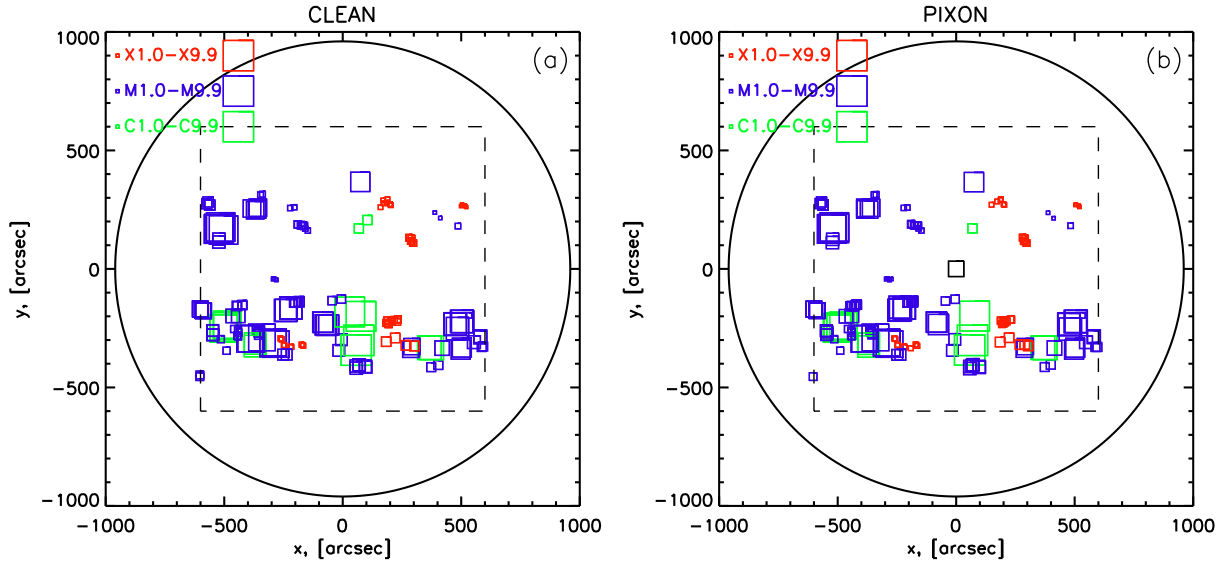 CLEAN
(a)
X1.0-X9.9
M1.0-M9.9
C1.0-C9.9
1000
500
0
-500
-1000
y, [arcsec]
-1000 -500 0 500 1000
x, [arcsec]
PIXON
(b)
X1.0-X9.9
M1.0-M9.9
C1.0-C9.9
1000
500
0
-500
-1000
y, [arcsec]
-1000 -500 0 500 1000
x, [arcsec]